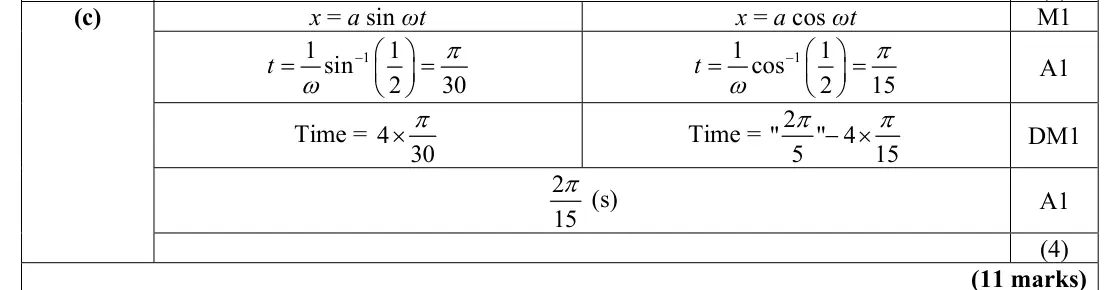 (c) x = a sin ωt x = a cos ωt M1
t = 1/ω sin⁻¹(1/2) = π/30 t = 1/ω cos⁻¹(1/2) = π/15 A1
Time = 4 × π/30 Time = "2π/5" − 4 × π/15 DM1
2π/15 (s) A1
(4)
(11 marks)